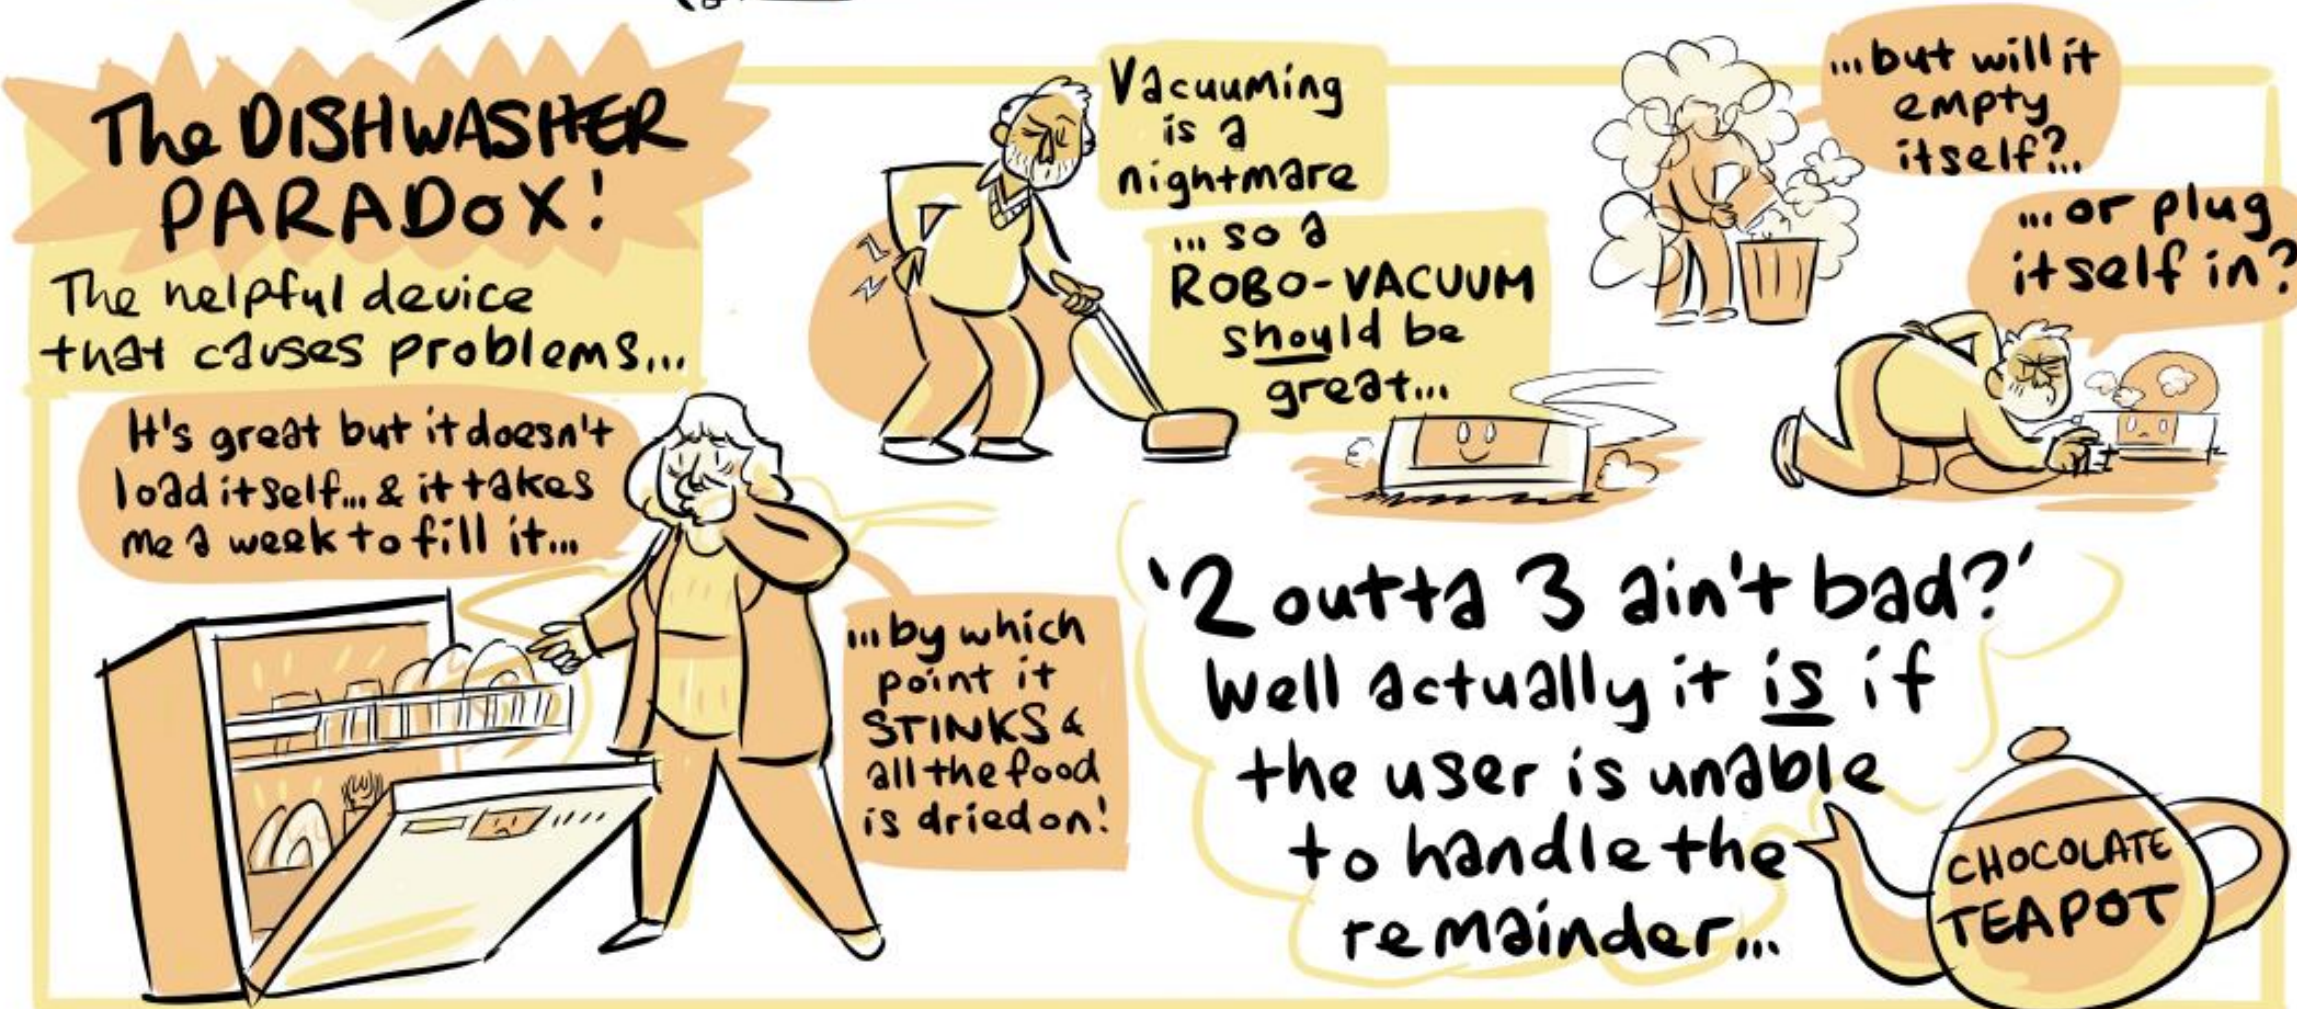 The DISHWASHER
PARADOX!
The helpful device
that causes problems...
It's great but it doesn't
load itself... & it takes
me a week to fill it...
...by which
point it
STINKS &
all the food
is dried on!
Vacuuming
is a
nightmare
...so a
ROBO-VACUUM
should be
great...
...but will it
empty
itself?..
...or plug
itself in?
'2 outta 3 ain't bad?'
Well actually it is if
the user is unable
to handle the
remainder...
CHOCOLATE
TEAPOT